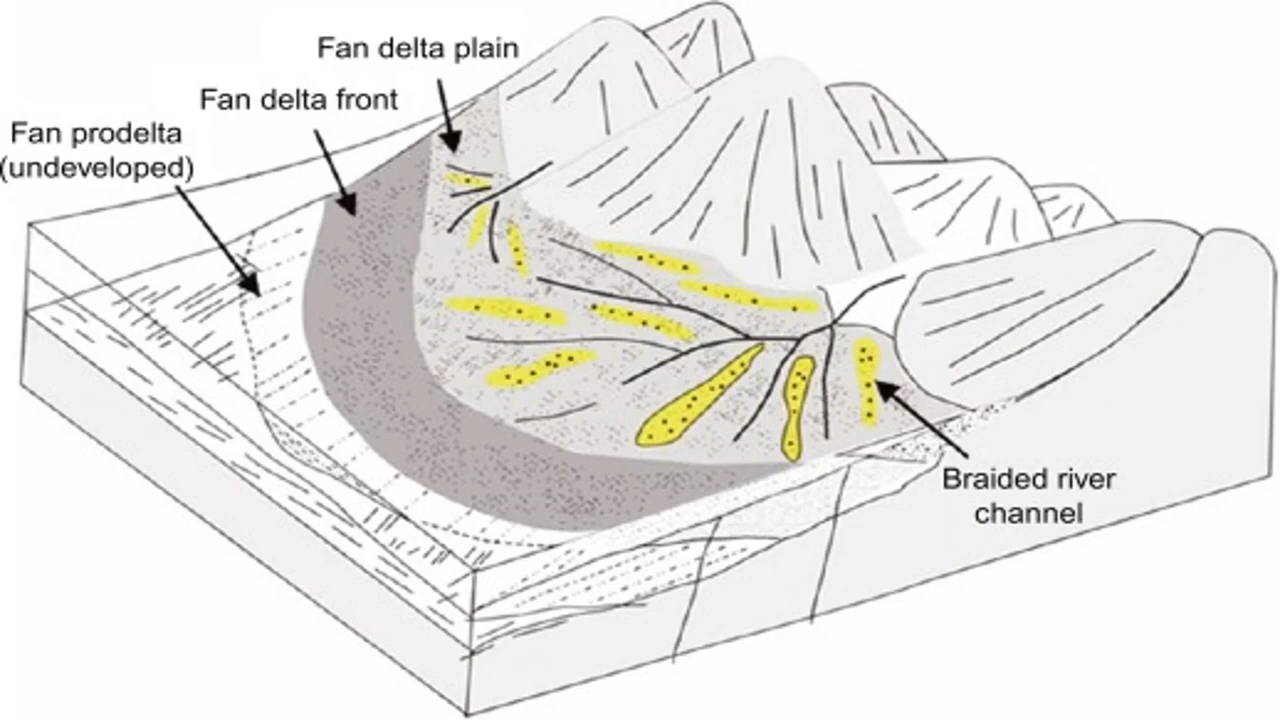 Fan delta plain
Fan delta front
Fan prodelta
(undeveloped)
Braided river
channel